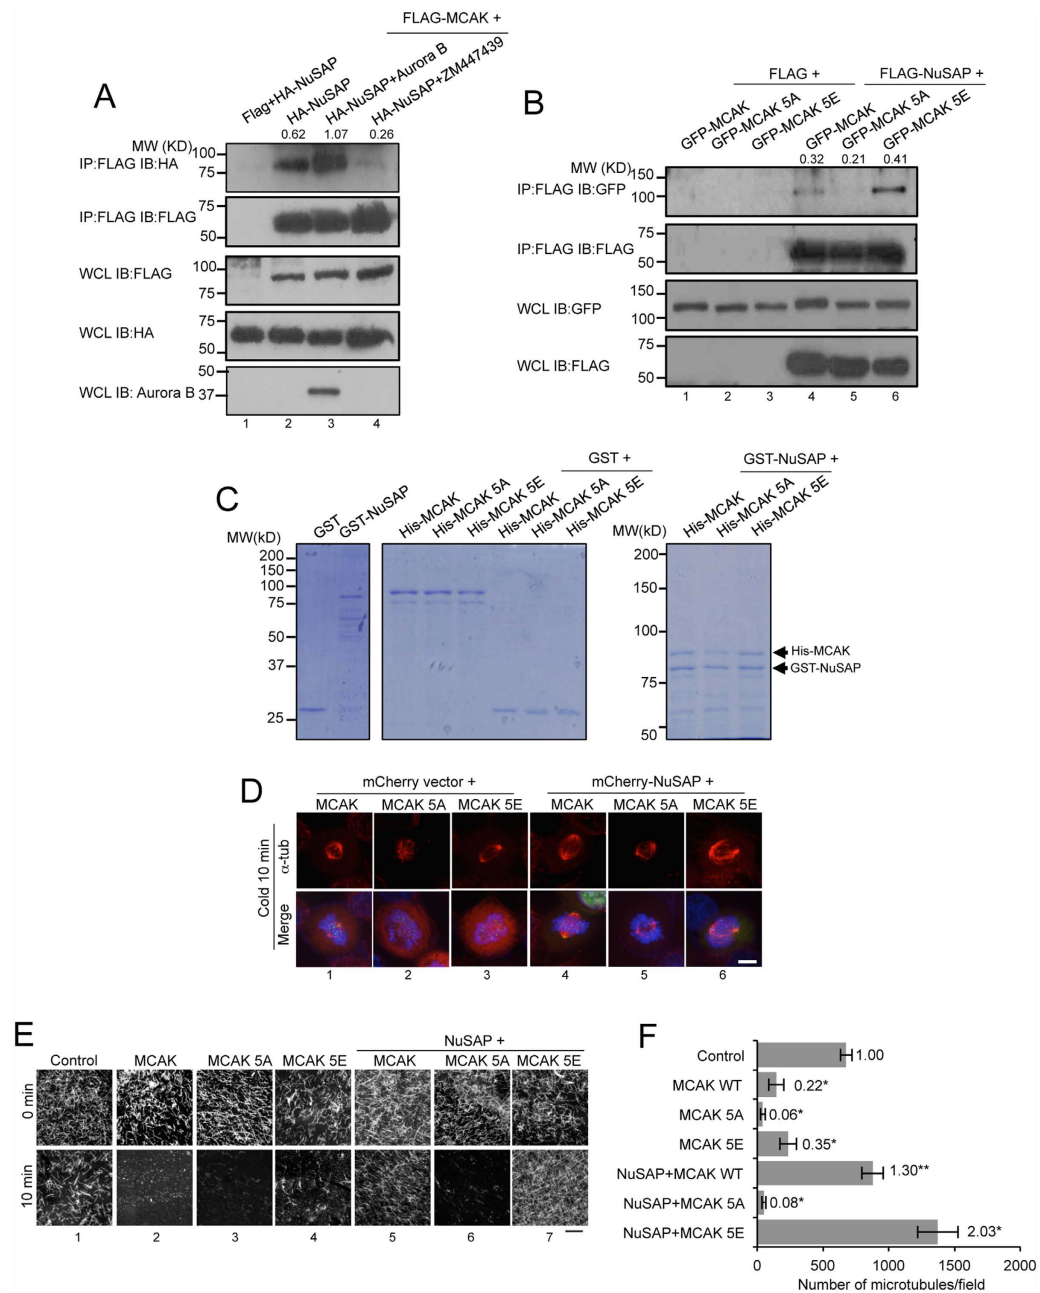 A
FLAG-MCAK +
Flag+HA-NuSAP
HA-NuSAP
HA-NuSAP+Aurora B
HA-NuSAP+ZM447439
0.62 1.07 0.26
MW (KD)
IP:FLAG IB:HA
100
75
IP:FLAG IB:FLAG
75
50
WCL IB:FLAG
100
75
WCL IB:HA
75
50
WCL IB: Aurora B
50
37
1 2 3 4
B
FLAG + FLAG-NuSAP +
GFP-MCAK
GFP-MCAK 5A
GFP-MCAK 5E
GFP-MCAK
GFP-MCAK 5A
GFP-MCAK 5E
0.32 0.21 0.41
MW (KD)
IP:FLAG IB:GFP
150
100
IP:FLAG IB:FLAG
75
50
WCL IB:GFP
150
100
WCL IB:FLAG
75
50
1 2 3 4 5 6
C
GST + GST-NuSAP +
GST
GST-NuSAP
His-MCAK
His-MCAK 5A
His-MCAK 5E
His-MCAK
His-MCAK 5A
His-MCAK 5E
His-MCAK
His-MCAK 5A
His-MCAK 5E
MW(kD)
200
150
100
75
50
37
25
MW(kD)
200
150
100
75
50
His-MCAK
GST-NuSAP
D
mCherry vector + mCherry-NuSAP +
MCAK MCAK 5A MCAK 5E MCAK MCAK 5A MCAK 5E
Cold 10 min
α-tub
Merge
1 2 3 4 5 6
E
NuSAP +
Control MCAK MCAK 5A MCAK 5E MCAK MCAK 5A MCAK 5E
0 min
10 min
1 2 3 4 5 6 7
F
Control 1.00
MCAK WT 0.22*
MCAK 5A 0.06*
MCAK 5E 0.35*
NuSAP+MCAK WT 1.30**
NuSAP+MCAK 5A 0.08*
NuSAP+MCAK 5E 2.03*
0 500 1000 1500 2000
Number of microtubules/field